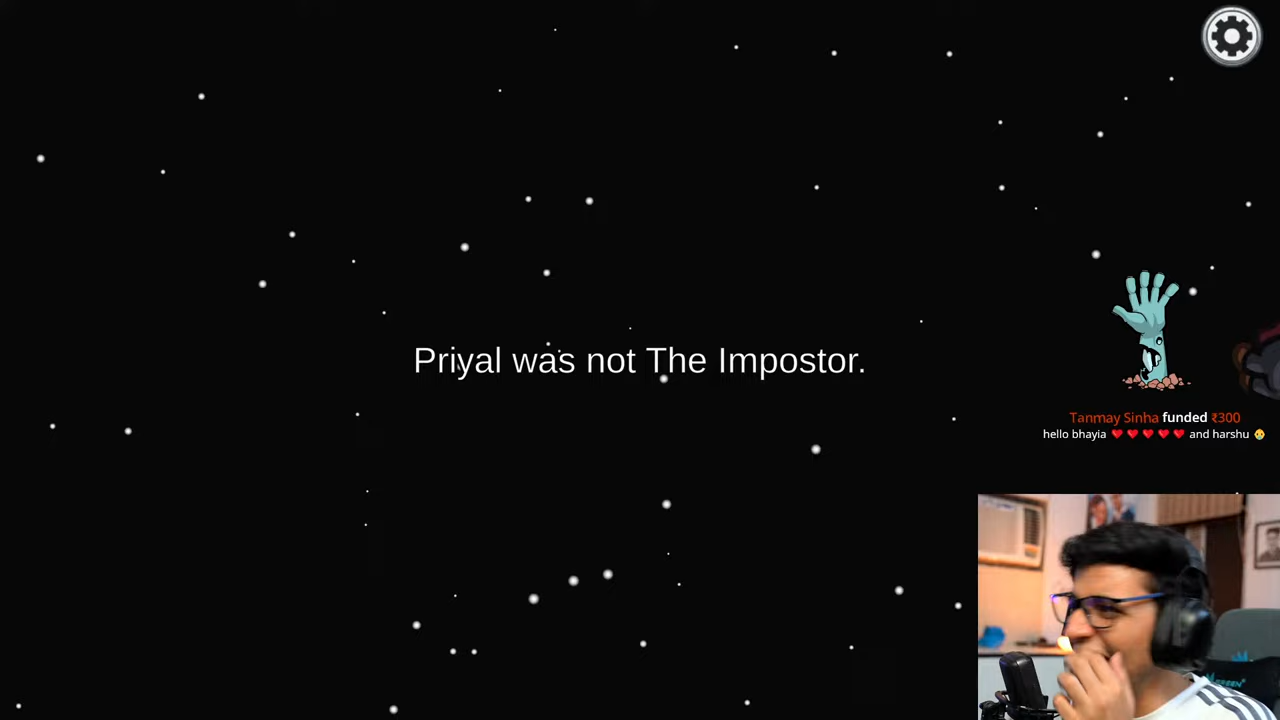 Priyal was not The Impostor.
Tanmay Sinha funded ₹300
hello bhayia ❤️❤️❤️❤️❤️ and harshu 🥲